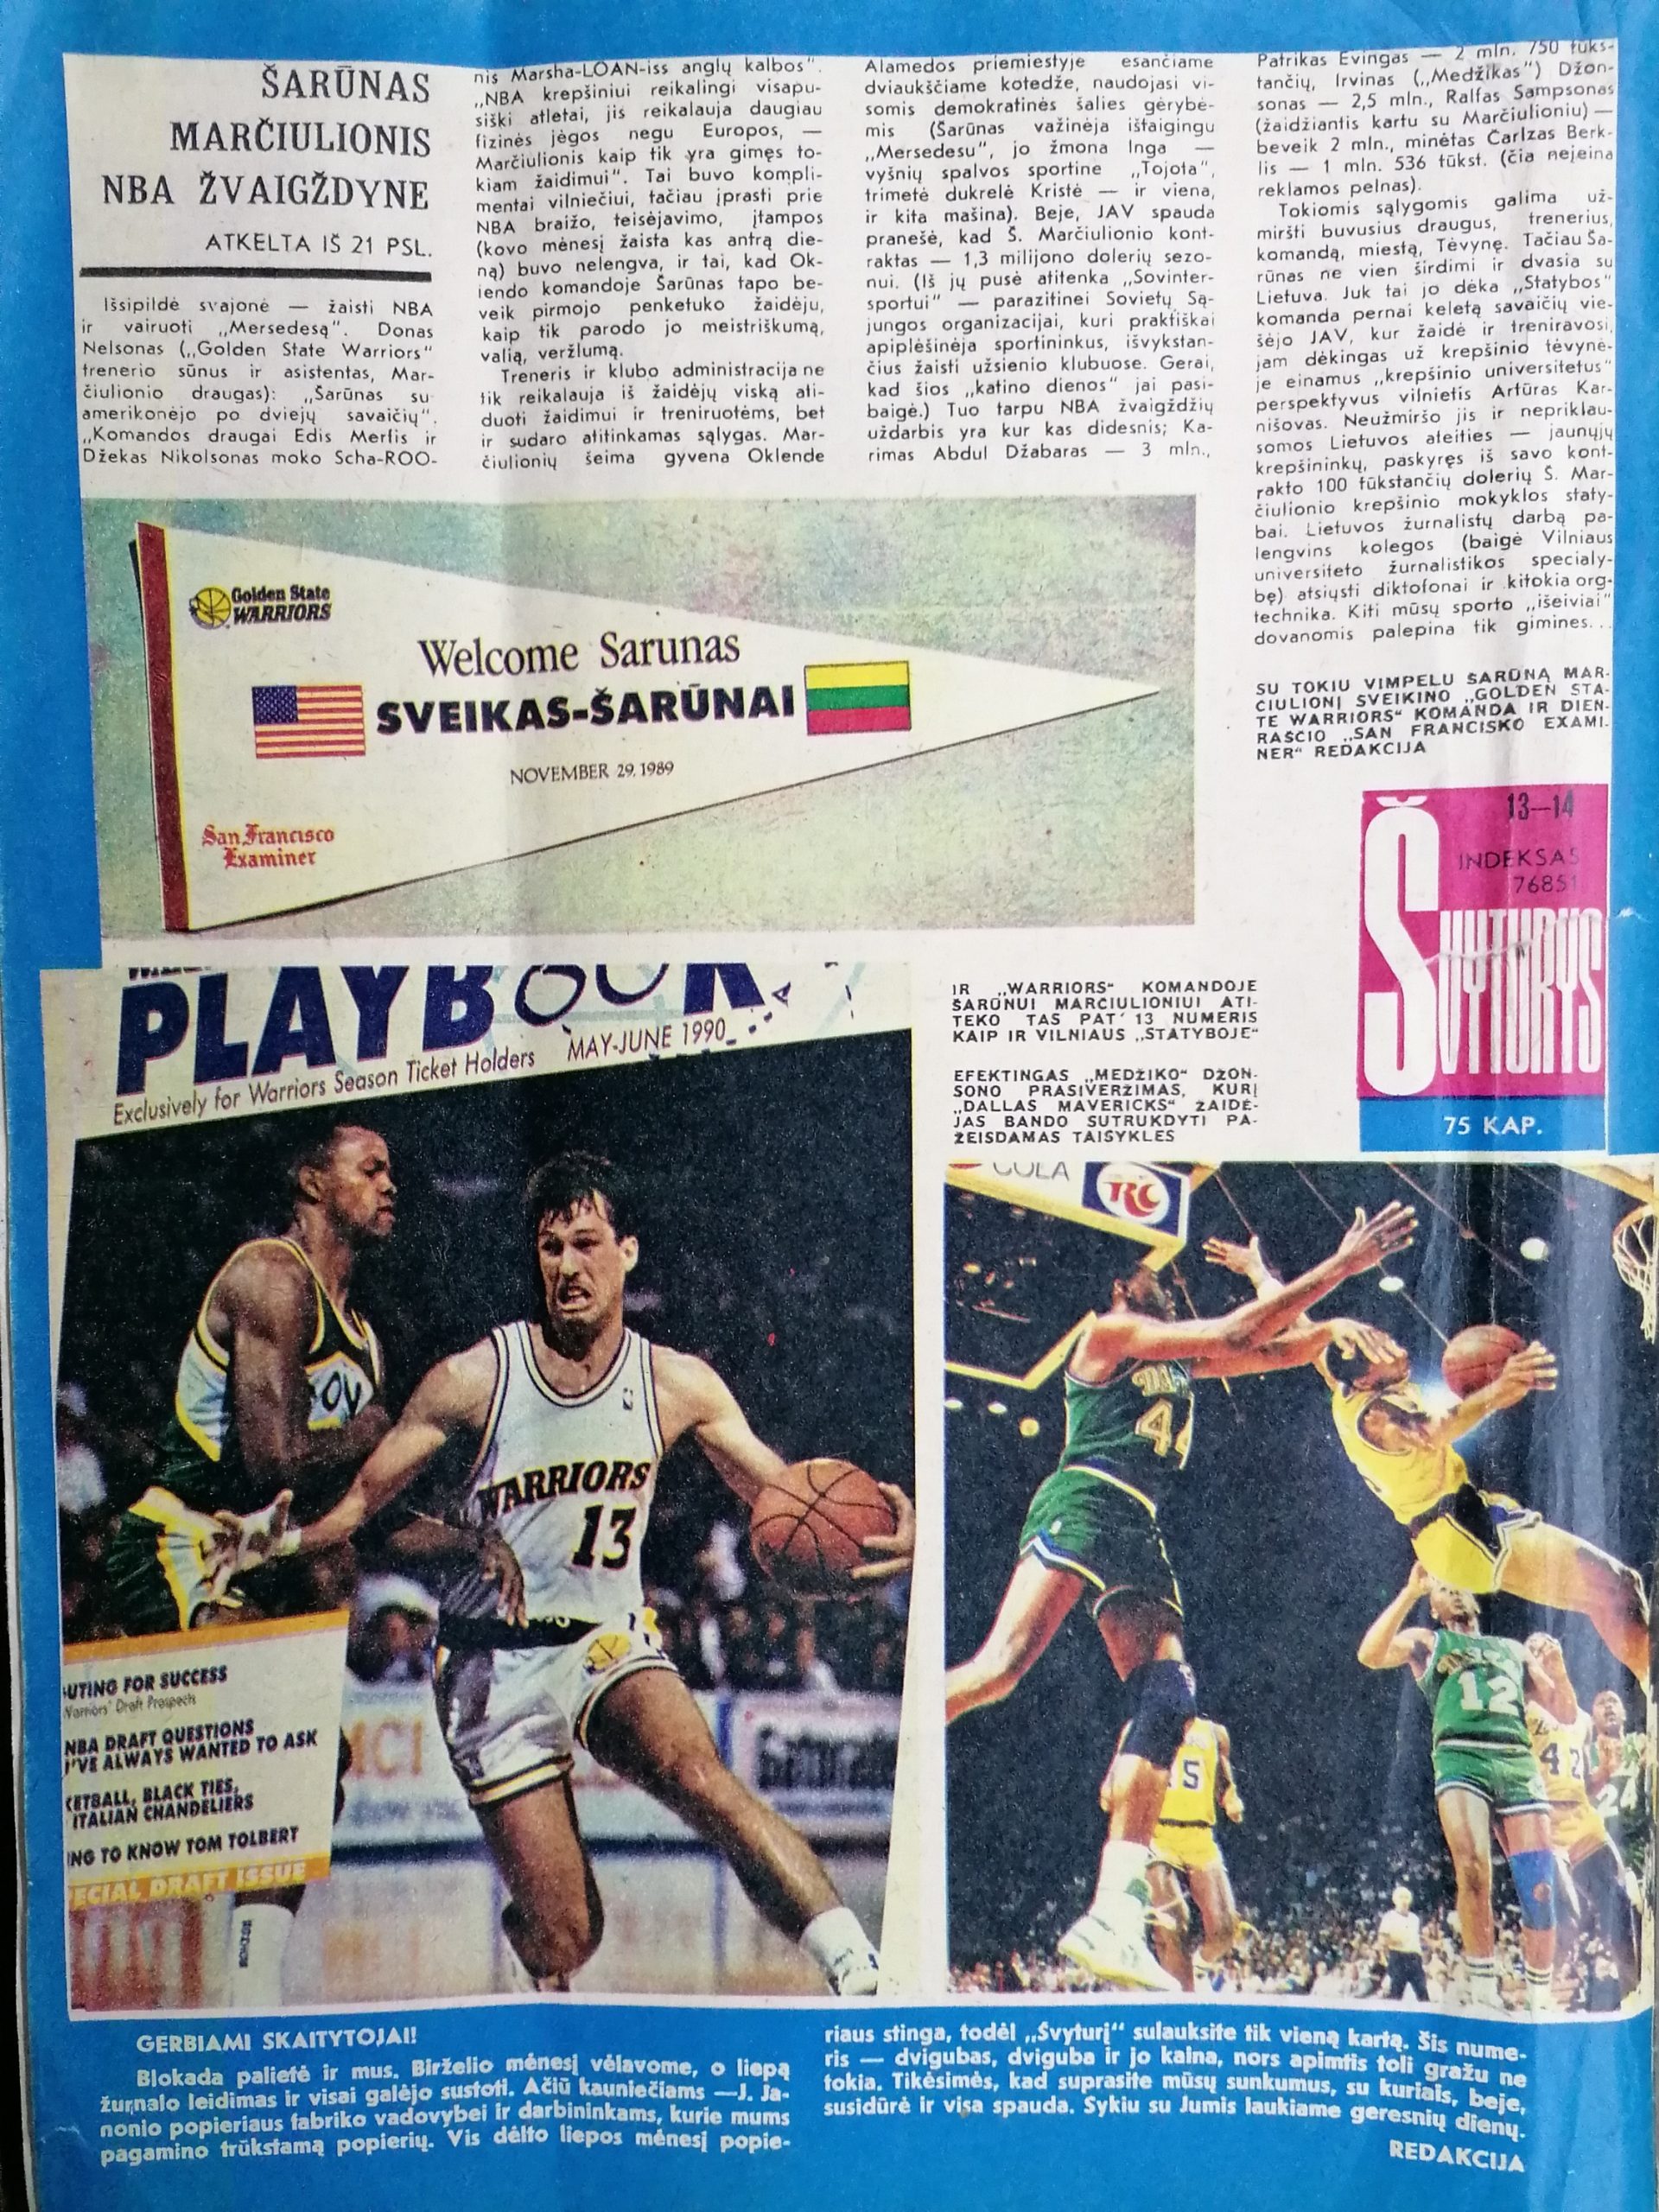 ŠARŪNAS
MARČIULIONIS
NBA ŽVAIGŽDYNE
ATKELTA IŠ 21 PSL.
Išsipildė svajonė — žaisti NBA
ir vairuoti „Mersedesą". Donas
Nelsonas („Golden State Warriors"
trenerio sūnus ir asistentas, Mar-
čiulionio draugas): „Šarūnas su-
amerikonėjo po dviejų savaičių".
„Komandos draugai Edis Merfis ir
Džekas Nikolsonas moko Scha-ROO-
nis Marsha-LOAN-iss anglų kalbos".
„NBA krepšiniui reikalingi visapu-
siški atletai, jis reikalauja daugiau
fizinės jėgos negu Europos, —
Marčiulionis kaip tik yra gimęs to-
kiam žaidimui". Tai buvo kompli-
mentai vilniečiui, tačiau įprasti prie
NBA braižo, teisėjavimo, įtampos
(kovo mėnesį žaista kas antrą die-
ną) buvo nelengva, ir tai, kad Ok-
lendo komandoje Šarūnas tapo be-
veik pirmojo penketuko žaidėju,
kaip tik parodo jo meistriškumą,
valią, veržlumą.
Treneris ir klubo administracija ne
tik reikalauja iš žaidėjų viską ati-
duoti žaidimui ir treniruotėms, bet
ir sudaro atitinkamas sąlygas. Mar-
čiulionių šeima gyvena Oklende
Alamedos priemiestyje esančiame
dviaukščiame kotedže, naudojasi vi-
somis demokratinės šalies gėrybė-
mis (Šarūnas važinėja ištaigingu
„Mersedesu", jo žmona Inga —
vyšnių spalvos sportine „Tojota",
trimetė dukrelė Kristė — ir viena,
ir kita mašina). Beje, JAV spauda
pranešė, kad Š. Marčiulionio kont-
raktas — 1,3 milijono dolerių sezo-
nui. (Iš jų pusė atitenka „Sovinter-
sportui" — parazitinei Sovietų Są-
jungos organizacijai, kuri praktiškai
apiplėšinėja sportininkus, išvykstan-
čius žaisti užsienio klubuose. Gerai,
kad šios „katino dienos" jai pasi-
baigė.) Tuo tarpu NBA žvaigždžių
uždarbis yra kur kas didesnis; Ka-
rimas Abdul Džabaras — 3 mln.,
Patrikas Evingas — 2 mln. 750 tūks-
tančių, Irvinas („Medžikas") Džon-
sonas — 2,5 mln., Ralfas Sampsonas
(žaidžiantis kartu su Marčiulioniu) —
beveik 2 mln., minėtas Čarlzas Berk-
lis — 1 mln. 536 tūkst. (čia neįeina
reklamos pelnas).
Tokiomis sąlygomis galima už-
miršti buvusius draugus, trenerius,
komandą, miestą, Tėvynę. Tačiau Ša-
rūnas ne vien širdimi ir dvasia su
Lietuva. Juk tai jo dėka „Statybos"
komanda pernai keletą savaičių vie-
šėjo JAV, kur žaidė ir treniravosi,
jam dėkingas už krepšinio tėvynė-
je einamus „krepšinio universitetus"
perspektyvus vilnietis Artūras Kar-
nišovas. Neužmiršo jis ir nepriklau-
somos Lietuvos ateities — jaunųjų
krepšininkų, paskyręs iš savo kont-
rakto 100 tūkstančių dolerių Š. Mar-
čiulionio krepšinio mokyklos staty-
bai. Lietuvos žurnalistų darbą pa-
lengvins kolegos (baigė Vilniaus
universiteto žurnalistikos specialy-
bę) atsiųsti diktofonai ir kitokia org-
technika. Kiti mūsų sporto „išeiviai"
dovanomis palepina tik gimines...
Golden State
WARRIORS
Welcome Sarunas
SVEIKAS-ŠARŪNAI
NOVEMBER 29, 1989
San Francisco
Examiner
SU TOKIU VIMPELU ŠARŪNĄ MAR-
ČIULIONĮ SVEIKINO „GOLDEN STA-
TE WARRIORS" KOMANDA IR DIEN-
RAŠČIO „SAN FRANCISKO EXAMI-
NER" REDAKCIJA
13—14
INDEKSAS
76851
ŠVYTURYS
75 KAP.
PLAYBOOK
MAY-JUNE 1990
Exclusively for Warriors Season Ticket Holders
IR „WARRIORS" KOMANDOJE
ŠARŪNUI MARČIULIONIUI ATI-
TEKO TAS PAT 13 NUMERIS
KAIP IR VILNIAUS „STATYBOJE"
EFEKTINGAS „MEDŽIKO" DŽON-
SONO PRASIVERŽIMAS, KURĮ
„DALLAS MAVERICKS" ŽAIDĖ-
JAS BANDO SUTRUKDYTI PA-
ŽEISDAMAS TAISYKLES
COLA
RC
WARRIORS
13
12
5
42
24
MCI
Gatorade
UTING FOR SUCCESS
Warriors' Draft Prospects
NBA DRAFT QUESTIONS
'VE ALWAYS WANTED TO ASK
KETBALL, BLACK TIES,
ITALIAN CHANDELIERS
ING TO KNOW TOM TOLBERT
ECIAL DRAFT ISSUE
GERBIAMI SKAITYTOJAI!
Blokada palietė ir mus. Birželio mėnesį vėlavome, o liepą
žurnalo leidimas ir visai galėjo sustoti. Ačiū kauniečiams — J. Ja-
nonio popieriaus fabriko vadovybei ir darbininkams, kurie mums
pagamino trūkstamą popierių. Vis dėlto liepos mėnesį popie-
riaus stinga, todėl „Švyturį" sulauksite tik vieną kartą. Šis nume-
ris — dvigubas, dviguba ir jo kaina, nors apimtis toli gražu ne
tokia. Tikėsimės, kad suprasite mūsų sunkumus, su kuriais, beje,
susidūrė ir visa spauda. Sykiu su Jumis laukiame geresnių dienų.
REDAKCIJA